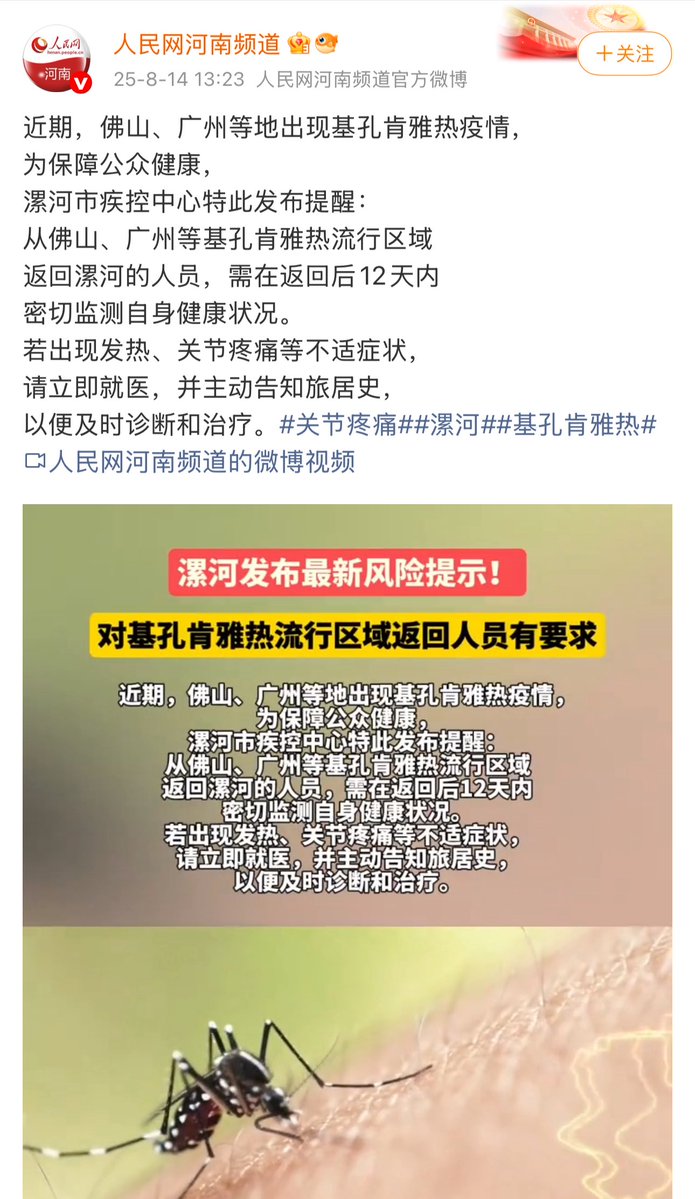 人民网
henan.people.cn
河南
人民网河南频道
25-8-14 13:23 人民网河南频道官方微博
人民网
+关注
近期，佛山、广州等地出现基孔肯雅热疫情，
为保障公众健康，
漯河市疾控中心特此发布提醒：
从佛山、广州等基孔肯雅热流行区域
返回漯河的人员，需在返回后12天内
密切监测自身健康状况。
若出现发热、关节疼痛等不适症状，
请立即就医，并主动告知旅居史，
以便及时诊断和治疗。#关节疼痛##漯河##基孔肯雅热#
人民网河南频道的微博视频
漯河发布最新风险提示！
对基孔肯雅热流行区域返回人员有要求
近期，佛山、广州等地出现基孔肯雅热疫情，
为保障公众健康，
漯河市疾控中心特此发布提醒：
从佛山、广州等基孔肯雅热流行区域
返回漯河的人员，需在返回后12天内
密切监测自身健康状况。
若出现发热、关节疼痛等不适症状，
请立即就医，并主动告知旅居史，
以便及时诊断和治疗。